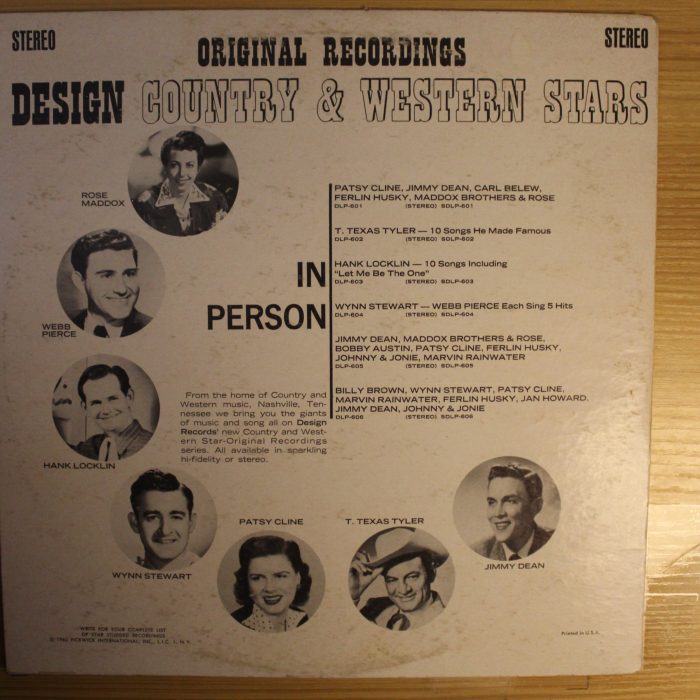 STEREO
ORIGINAL RECORDINGS
STEREO
DESIGN COUNTRY & WESTERN STARS
ROSE
MADDOX
WEBB
PIERCE
HANK LOCKLIN
IN
PERSON
PATSY CLINE, JIMMY DEAN, CARL BELEW,
FERLIN HUSKY, MADDOX BROTHERS & ROSE
DLP-601 (STEREO) SDLP-601
T. TEXAS TYLER — 10 Songs He Made Famous
DLP-602 (STEREO) SDLP-602
HANK LOCKLIN — 10 Songs Including
"Let Me Be The One"
DLP-603 (STEREO) SDLP-603
WYNN STEWART — WEBB PIERCE Each Sing 5 Hits
DLP-604 (STEREO) SDLP-604
JIMMY DEAN, MADDOX BROTHERS & ROSE,
BOBBY AUSTIN, PATSY CLINE, FERLIN HUSKY,
JOHNNY & JONIE, MARVIN RAINWATER
DLP-605 (STEREO) SDLP-605
BILLY BROWN, WYNN STEWART, PATSY CLINE,
MARVIN RAINWATER, FERLIN HUSKY, JAN HOWARD,
JIMMY DEAN, JOHNNY & JONIE
DLP-606 (STEREO) SDLP-606
From the home of Country and
Western music, Nashville, Ten-
nessee we bring you the giants
of music and song all on Design
Records' new Country and West-
ern Star-Original Recordings
series. All available in sparkling
hi-fidelity or stereo.
WYNN STEWART
PATSY CLINE
T. TEXAS TYLER
JIMMY DEAN
WRITE FOR YOUR COMPLETE LIST
OF STAR STUDDED RECORDINGS
PICKWICK INTERNATIONAL, INC., L.I.C. 1, N.Y.
Printed in U.S.A.